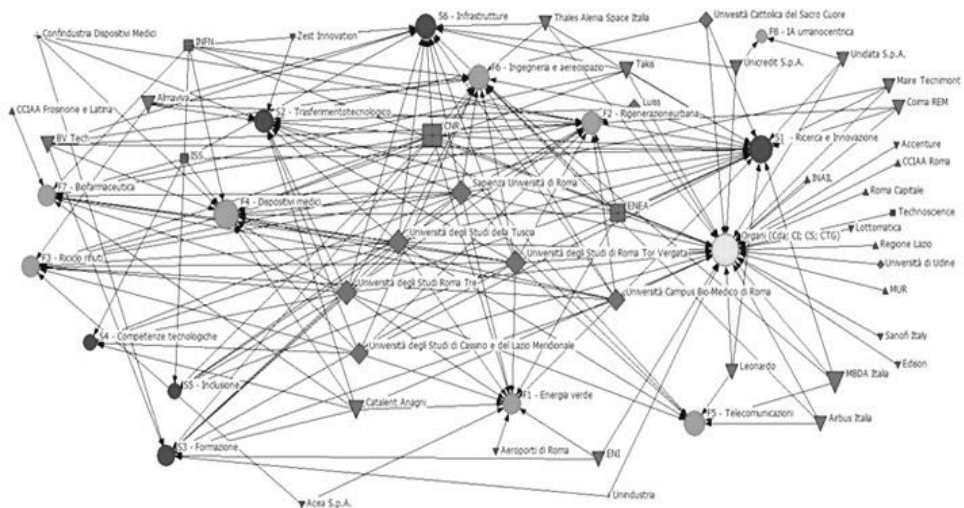 S6 - Infrastrutture
Thales Alenia Space Italia
Univesità Cattolica del Sacro Cuore
Confindustria Dispositivi Medici
INFN
Zest Innovation
F8 - IA umanocentrica
Unidata S.p.A.
F6 - Ingegneria e aereospazio
Takis
Unicredit S.p.A.
Maire Tecnimont
Almaviva
Luiss
Coma REM
CCIAA Frosinone e Latina
S2 - Trasferimentotecnologico
F2 - Rigenerazioneurbana
CNR
BV Tech
S1 - Ricerca e Innovazione
Accenture
ISS
CCIAA Roma
Sapienza Università di Roma
INAIL
F7 - Biofarmaceutica
Roma Capitale
F4 - Dispositivi medici
ENEA
Technoscience
Università degli Studi della Tuscia
Organi (Cda; CI; CS; CTG)
Lottomatica
Regione Lazio
F3 - Riciclo rifiuti
Università degli Studi di Roma Tor Vergata
Università di Udine
Università degli Studi Roma Tre
Università Campus Bio-Medico di Roma
MUR
S4 - Competenze tecnologiche
Università degli Studi di Cassino e del Lazio Meridionale
Sanofi Italy
Leonardo
Edison
S5 - Inclusione
MBDA Italia
Catalent Anagni
F1 - Energia verde
F5 - Telecomunicazioni
Arbus Italia
S3 - Formazione
Aeroporti di Roma
ENI
Unindustria
Acea S.p.A.